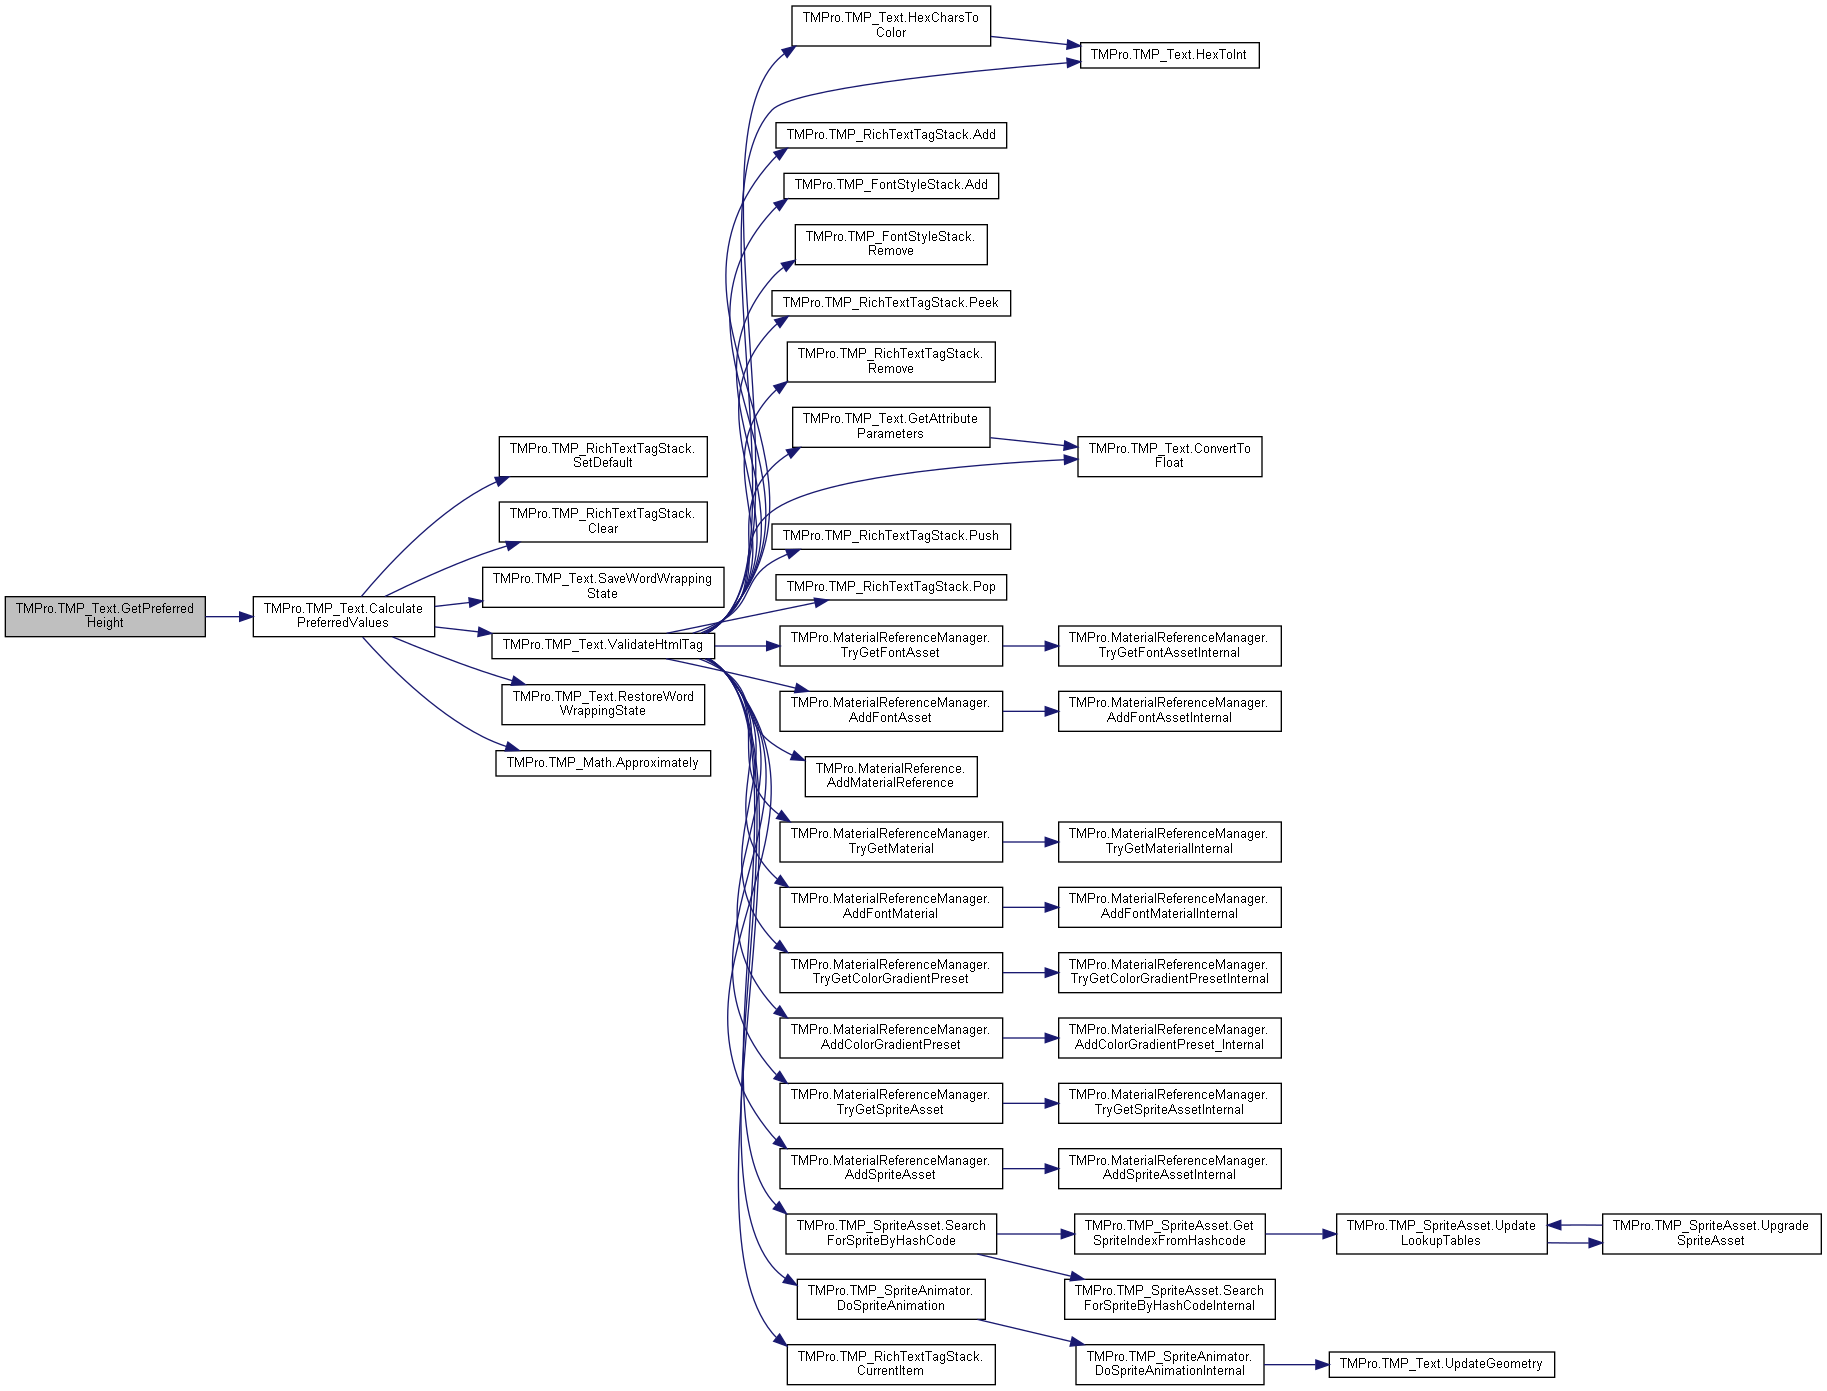 TMPro.TMP_Text.GetPreferred
Height
TMPro.TMP_Text.Calculate
PreferredValues
TMPro.TMP_RichTextTagStack.
SetDefault
TMPro.TMP_RichTextTagStack.
Clear
TMPro.TMP_Text.SaveWordWrapping
State
TMPro.TMP_Text.ValidateHtmlTag
TMPro.TMP_Text.RestoreWord
WrappingState
TMPro.TMP_Math.Approximately
TMPro.TMP_Text.HexCharsTo
Color
TMPro.TMP_Text.HexToInt
TMPro.TMP_RichTextTagStack.Add
TMPro.TMP_FontStyleStack.Add
TMPro.TMP_FontStyleStack.
Remove
TMPro.TMP_RichTextTagStack.Peek
TMPro.TMP_RichTextTagStack.
Remove
TMPro.TMP_Text.GetAttribute
Parameters
TMPro.TMP_Text.ConvertTo
Float
TMPro.TMP_RichTextTagStack.Push
TMPro.TMP_RichTextTagStack.Pop
TMPro.MaterialReferenceManager.
TryGetFontAsset
TMPro.MaterialReferenceManager.
TryGetFontAssetInternal
TMPro.MaterialReferenceManager.
AddFontAsset
TMPro.MaterialReferenceManager.
AddFontAssetInternal
TMPro.MaterialReference.
AddMaterialReference
TMPro.MaterialReferenceManager.
TryGetMaterial
TMPro.MaterialReferenceManager.
TryGetMaterialInternal
TMPro.MaterialReferenceManager.
AddFontMaterial
TMPro.MaterialReferenceManager.
AddFontMaterialInternal
TMPro.MaterialReferenceManager.
TryGetColorGradientPreset
TMPro.MaterialReferenceManager.
TryGetColorGradientPresetInternal
TMPro.MaterialReferenceManager.
AddColorGradientPreset
TMPro.MaterialReferenceManager.
AddColorGradientPreset_Internal
TMPro.MaterialReferenceManager.
TryGetSpriteAsset
TMPro.MaterialReferenceManager.
TryGetSpriteAssetInternal
TMPro.MaterialReferenceManager.
AddSpriteAsset
TMPro.MaterialReferenceManager.
AddSpriteAssetInternal
TMPro.TMP_SpriteAsset.Search
ForSpriteByHashCode
TMPro.TMP_SpriteAsset.Get
SpriteIndexFromHashcode
TMPro.TMP_SpriteAsset.Update
LookupTables
TMPro.TMP_SpriteAsset.Upgrade
SpriteAsset
TMPro.TMP_SpriteAsset.Search
ForSpriteByHashCodeInternal
TMPro.TMP_SpriteAnimator.
DoSpriteAnimation
TMPro.TMP_SpriteAnimator.
DoSpriteAnimationInternal
TMPro.TMP_Text.UpdateGeometry
TMPro.TMP_RichTextTagStack.
CurrentItem